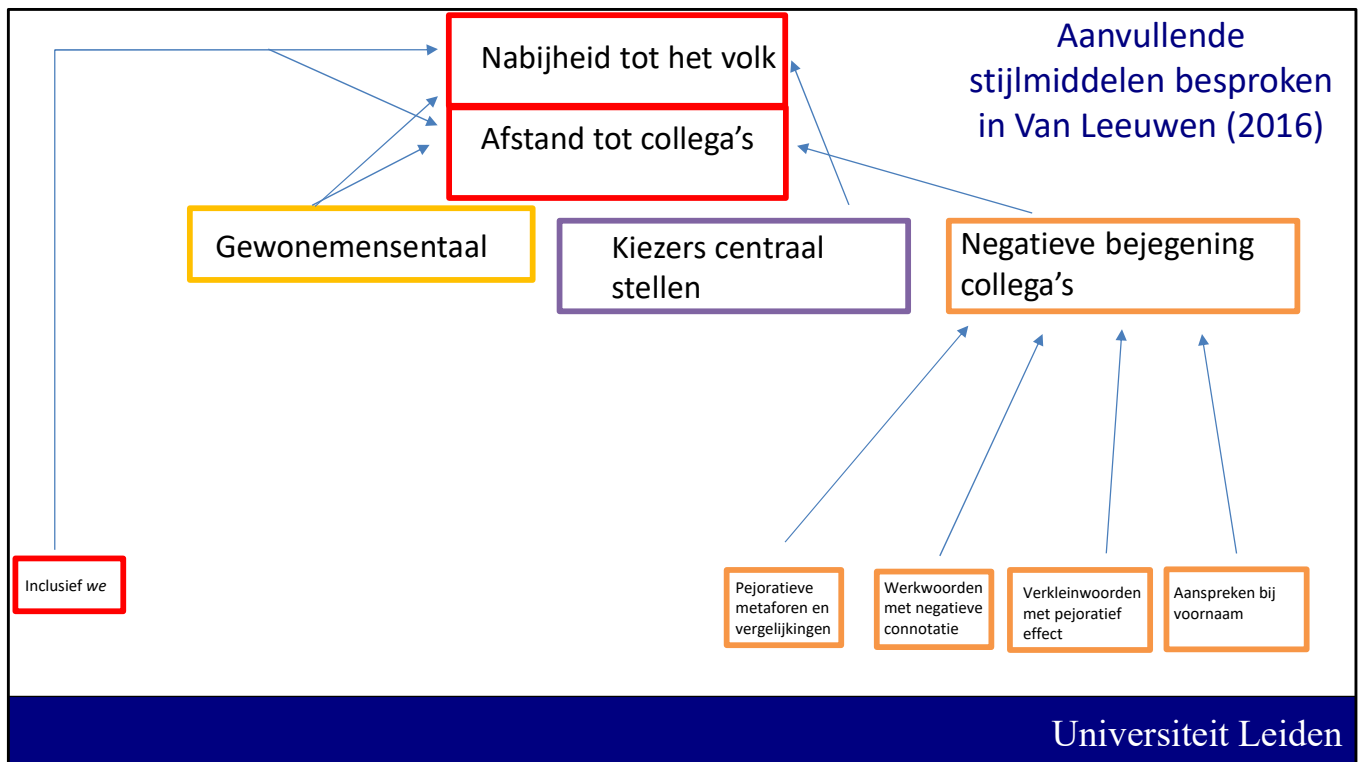 Aanvullende
stijlmiddelen besproken
in Van Leeuwen (2016)
Nabijheid tot het volk
Afstand tot collega’s
Gewonemensentaal
Kiezers centraal
stellen
Negatieve bejegening
collega’s
Inclusief we
Pejoratieve
metaforen en
vergelijkingen
Werkwoorden
met negatieve
connotatie
Verkleinwoorden
met pejoratief
effect
Aanspreken bij
voornaam
Universiteit Leiden